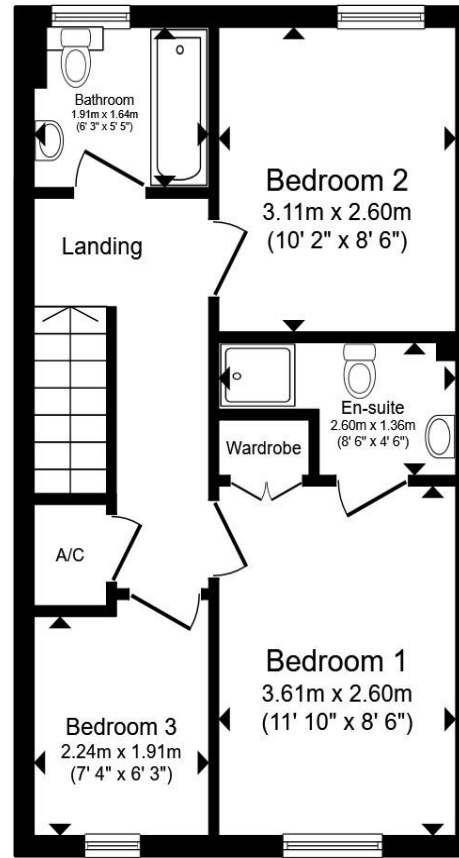 Bathroom
1.91m x 1.64m
(6' 3" x 5' 5")
Bedroom 2
3.11m x 2.60m
(10' 2" x 8' 6")
Landing
En-suite
2.60m x 1.36m
(8' 6" x 4' 6")
Wardrobe
A/C
Bedroom 1
3.61m x 2.60m
(11' 10" x 8' 6")
Bedroom 3
2.24m x 1.91m
(7' 4" x 6' 3")